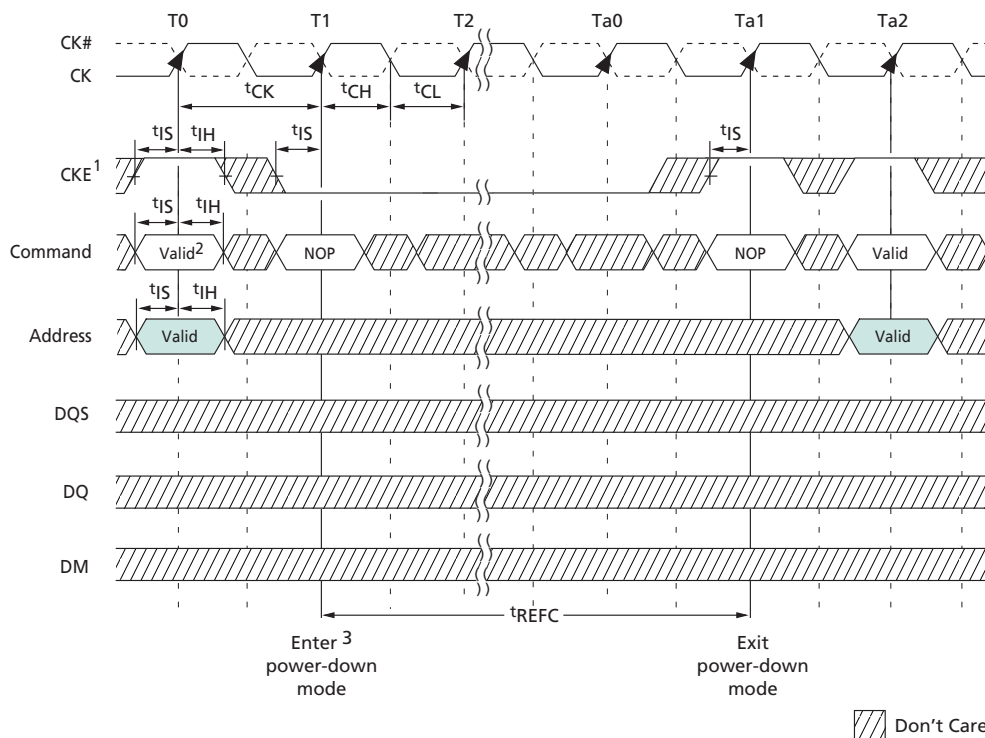 T0 T1 T2 Ta0 Ta1 Ta2
CK#
CK
tCK tCH tCL
tIS tIH tIS tIS
CKE1
tIS tIH
Command Valid2 NOP NOP Valid
tIS tIH
Address Valid Valid
DQS
DQ
DM
tREFC
Enter 3 Exit
power-down power-down
mode mode
Don't Care